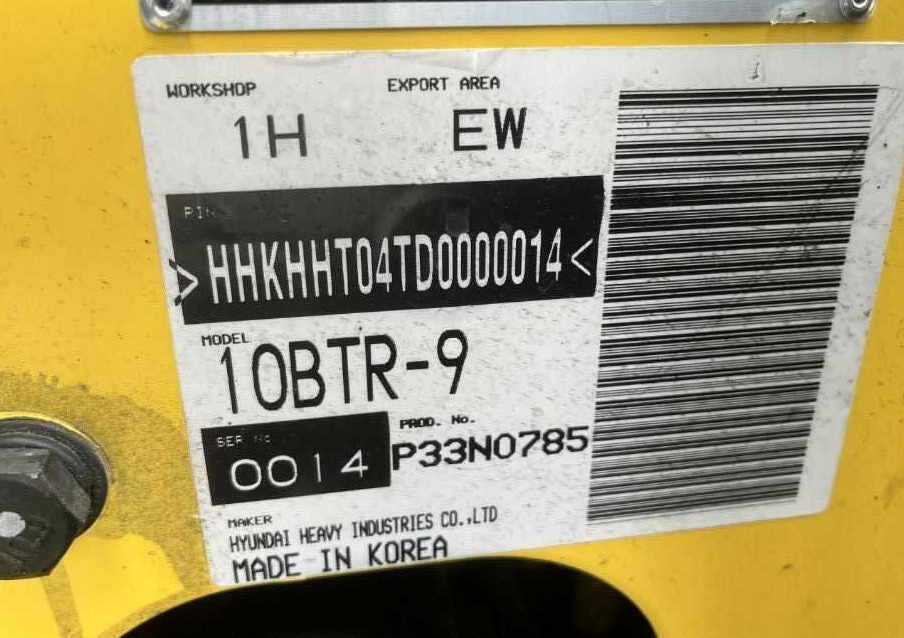 WORKSHOP EXPORT AREA
1H EW
PIN
>HHKHHT04TD0000014<
MODEL
10BTR-9
SER No PROD. No.
0014 P33N0785
MAKER
HYUNDAI HEAVY INDUSTRIES CO.,LTD
MADE IN KOREA